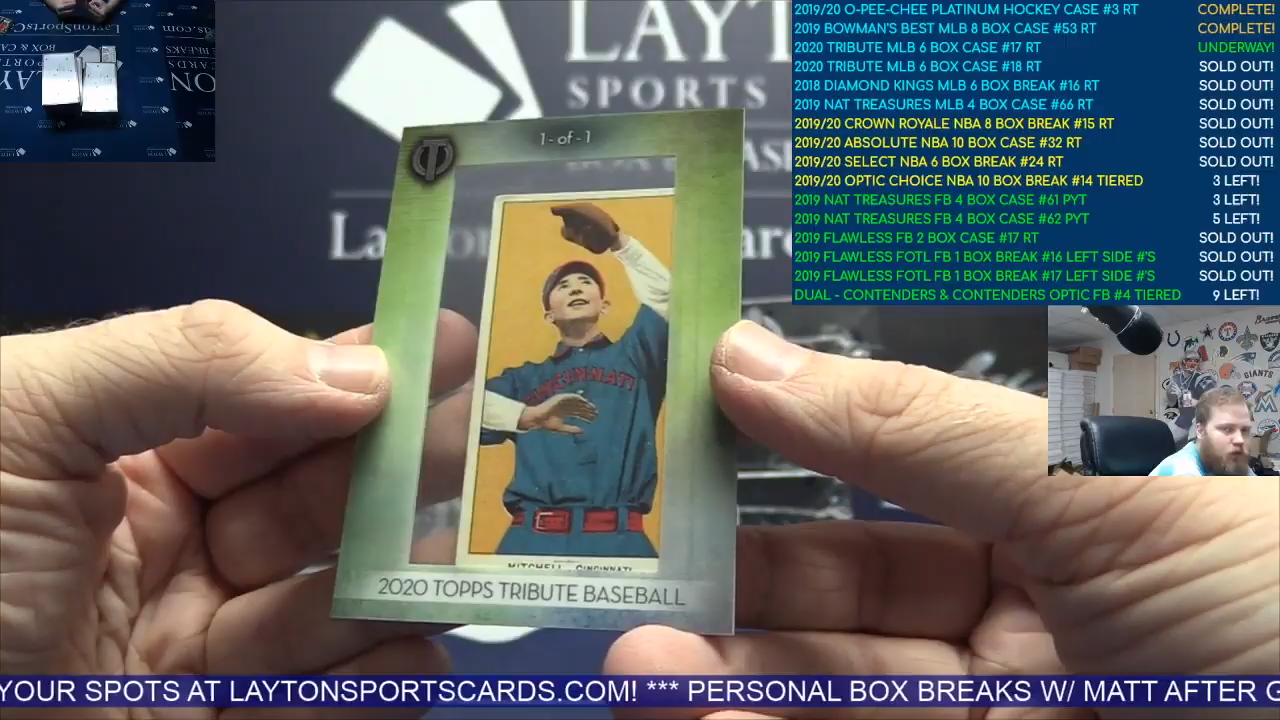 2019/20 O-PEE-CHEE PLATINUM HOCKEY CASE #3 RT COMPLETE!
2019 BOWMAN'S BEST MLB 8 BOX CASE #53 RT COMPLETE!
2020 TRIBUTE MLB 6 BOX CASE #17 RT UNDERWAY!
2020 TRIBUTE MLB 6 BOX CASE #18 RT SOLD OUT!
2018 DIAMOND KINGS MLB 6 BOX BREAK #16 RT SOLD OUT!
2019 NAT TREASURES MLB 4 BOX CASE #66 RT SOLD OUT!
2019/20 CROWN ROYALE NBA 8 BOX BREAK #15 RT SOLD OUT!
2019/20 ABSOLUTE NBA 10 BOX CASE #32 RT SOLD OUT!
2019/20 SELECT NBA 6 BOX BREAK #24 RT SOLD OUT!
2019/20 OPTIC CHOICE NBA 10 BOX BREAK #14 TIERED 3 LEFT!
2019 NAT TREASURES FB 4 BOX CASE #61 PYT 3 LEFT!
2019 NAT TREASURES FB 4 BOX CASE #62 PYT 5 LEFT!
2019 FLAWLESS FB 2 BOX CASE #17 RT SOLD OUT!
2019 FLAWLESS FOTL FB 1 BOX BREAK #16 LEFT SIDE #'S SOLD OUT!
2019 FLAWLESS FOTL FB 1 BOX BREAK #17 LEFT SIDE #'S SOLD OUT!
DUAL - CONTENDERS & CONTENDERS OPTIC FB #4 TIERED 9 LEFT!
LAYT
SPORTS
1-of-1
CINCINNATI
MITCHELL CINCINNATI
2020 TOPPS TRIBUTE BASEBALL
GIANTS
YOUR SPOTS AT LAYTONSPORTSCARDS.COM! *** PERSONAL BOX BREAKS W/ MATT AFTER G